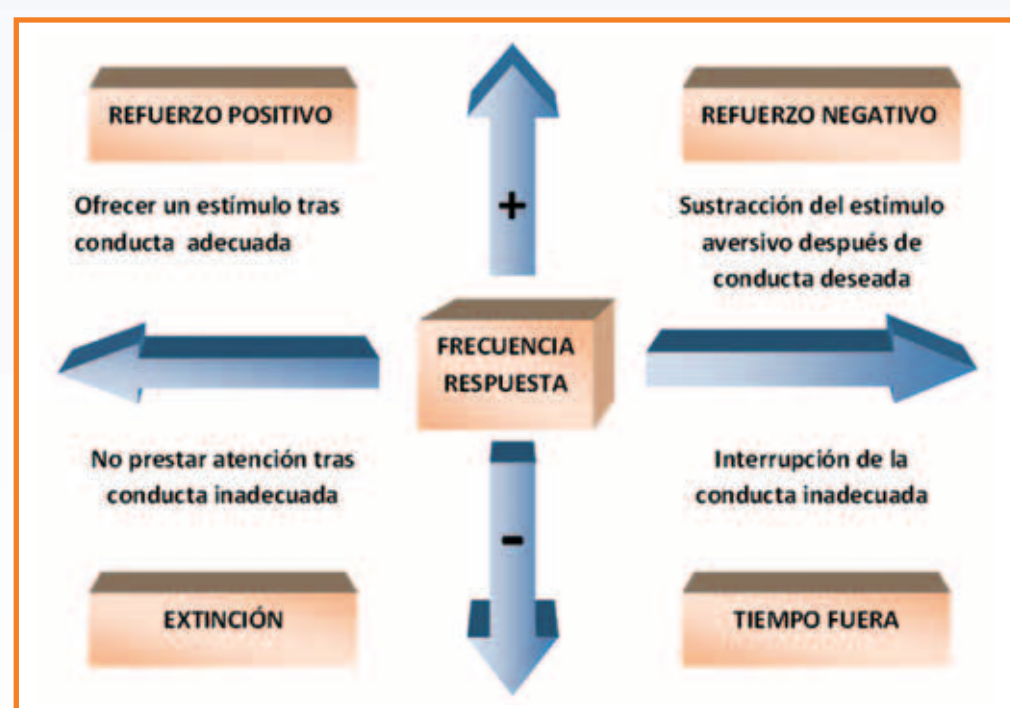 REFUERZO POSITIVO
Ofrecer un estímulo tras
conducta adecuada
REFUERZO NEGATIVO
Sustracción del estímulo
aversivo después de
conducta deseada
+
FRECUENCIA
RESPUESTA
-
No prestar atención tras
conducta inadecuada
EXTINCIÓN
Interrupción de la
conducta inadecuada
TIEMPO FUERA